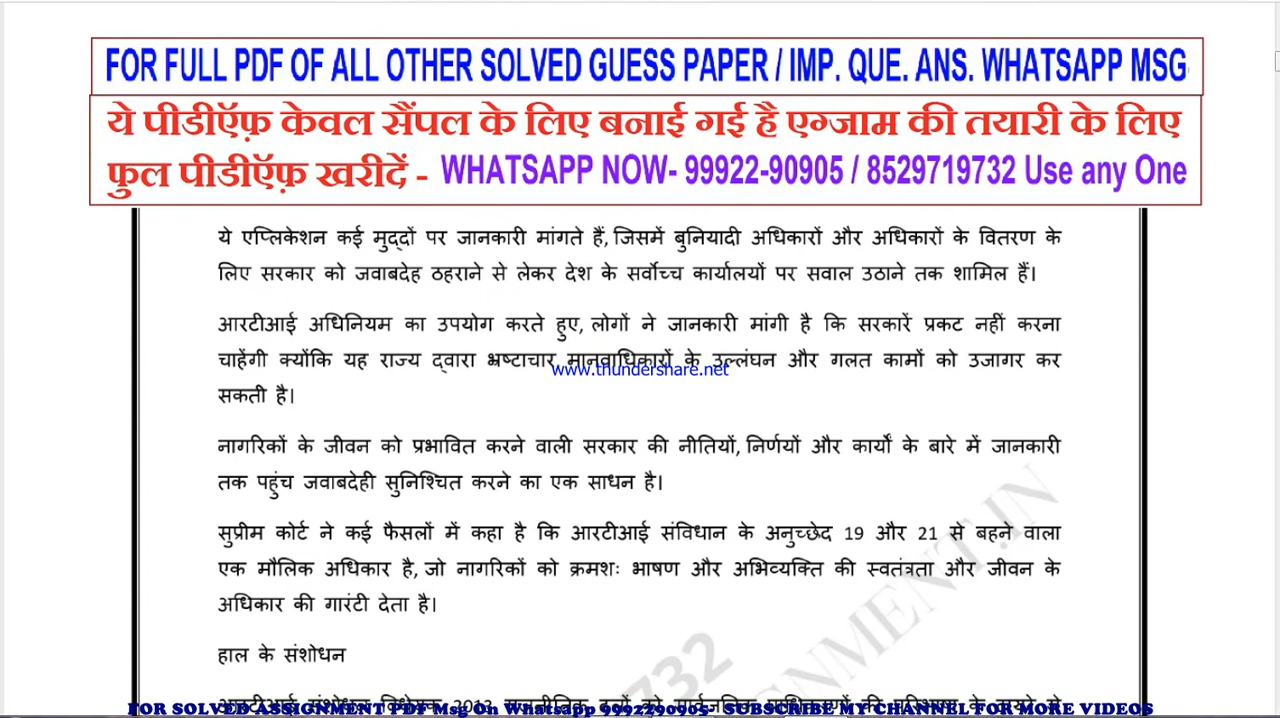 FOR FULL PDF OF ALL OTHER SOLVED GUESS PAPER / IMP. QUE. ANS. WHATSAPP MSG
ये पीडीऍफ़ केवल सैंपल के लिए बनाई गई है एग्जाम की तयारी के लिए
फुल पीडीऍफ़ खरीदें - WHATSAPP NOW- 99922-90905 / 8529719732 Use any One
ये एप्लिकेशन कई मुद्दों पर जानकारी मांगते हैं, जिसमें बुनियादी अधिकारों और अधिकारों के वितरण के
लिए सरकार को जवाबदेह ठहराने से लेकर देश के सर्वोच्च कार्यालयों पर सवाल उठाने तक शामिल हैं।
आरटीआई अधिनियम का उपयोग करते हुए, लोगों ने जानकारी मांगी है कि सरकारें प्रकट नहीं करना
चाहेंगी क्योंकि यह राज्य द्वारा भ्रष्टाचार, मानवाधिकारों के उल्लंघन और गलत कामों को उजागर कर
www.thundershare.net
सकती है।
नागरिकों के जीवन को प्रभावित करने वाली सरकार की नीतियों, निर्णयों और कार्यों के बारे में जानकारी
तक पहुंच जवाबदेही सुनिश्चित करने का एक साधन है।
सुप्रीम कोर्ट ने कई फैसलों में कहा है कि आरटीआई संविधान के अनुच्छेद 19 और 21 से बहने वाला
एक मौलिक अधिकार है, जो नागरिकों को क्रमशः भाषण और अभिव्यक्ति की स्वतंत्रता और जीवन के
अधिकार की गारंटी देता है।
हाल के संशोधन
FOR SOLVED ASSIGNMENT PDF Msg On Whatsapp 9992290905- SUBSCRIBE MY CHANNEL FOR MORE VIDEOS